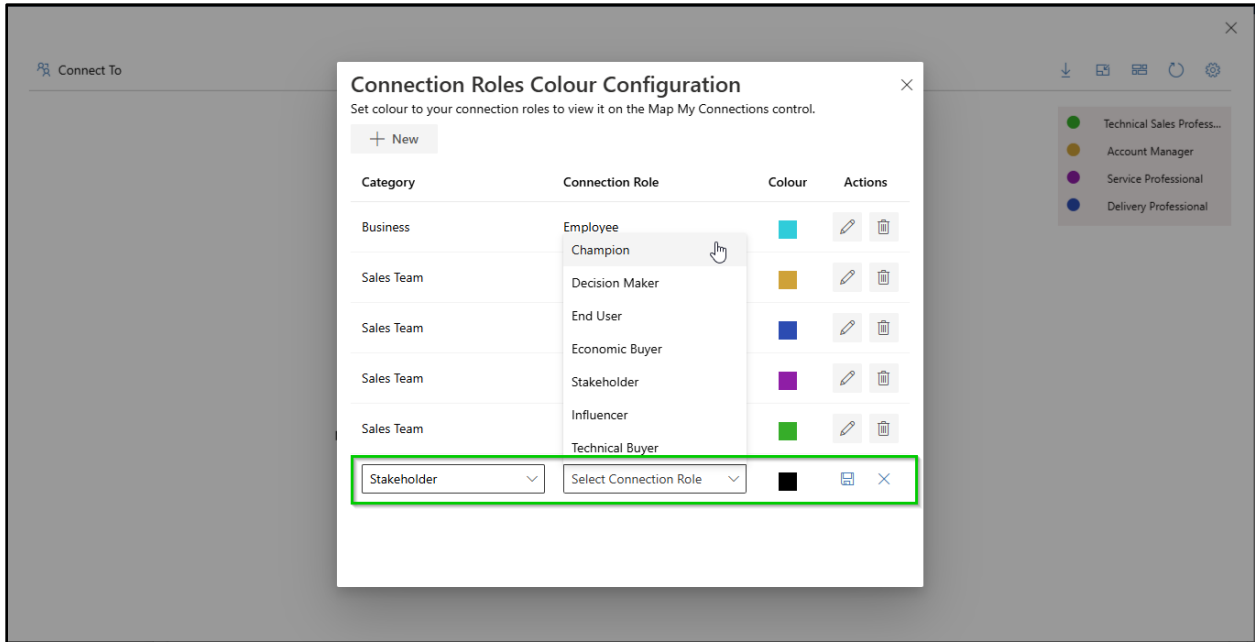 Connect To
Connection Roles Colour Configuration
Set colour to your connection roles to view it on the Map My Connections control.
New
Category Connection Role Colour Actions
Business Employee
Champion
Sales Team
Decision Maker
End User
Sales Team
Economic Buyer
Sales Team
Stakeholder
Influencer
Sales Team
Technical Buyer
Stakeholder Select Connection Role
Technical Sales Profess...
Account Manager
Service Professional
Delivery Professional